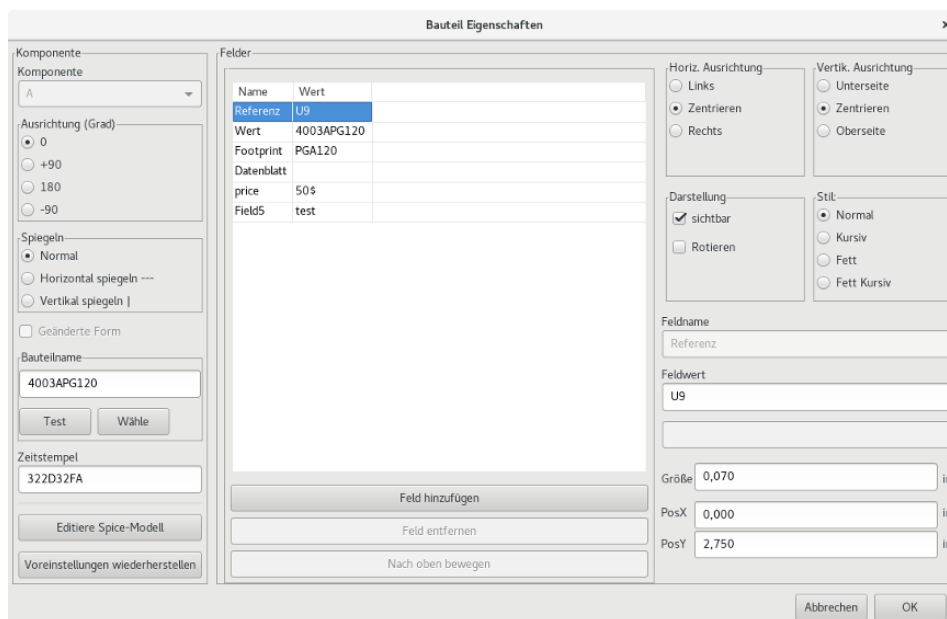 Bauteil Eigenschaften
Komponente
Komponente
A
Ausrichtung (Grad)
0
+90
180
-90
Spiegeln
Normal
Horizontal spiegeln ---
Vertikal spiegeln |
Geänderte Form
Bauteilname
4003APG120
Test Wähle
Zeitstempel
322D32FA
Editiere Spice-Modell
Voreinstellungen wiederherstellen
Felder
Name Wert
Referenz U9
Wert 4003APG120
Footprint PGA120
Datenblatt
price 50$
Field5 test
Feld hinzufügen
Feld entfernen
Nach oben bewegen
Horiz. Ausrichtung
Links
Zentrieren
Rechts
Vertik. Ausrichtung
Unterseite
Zentrieren
Oberseite
Darstellung
sichtbar
Rotieren
Stil:
Normal
Kursiv
Fett
Fett Kursiv
Feldname
Referenz
Feldwert
U9
Größe 0,070
PosX 0,000
PosY 2,750
Abbrechen OK